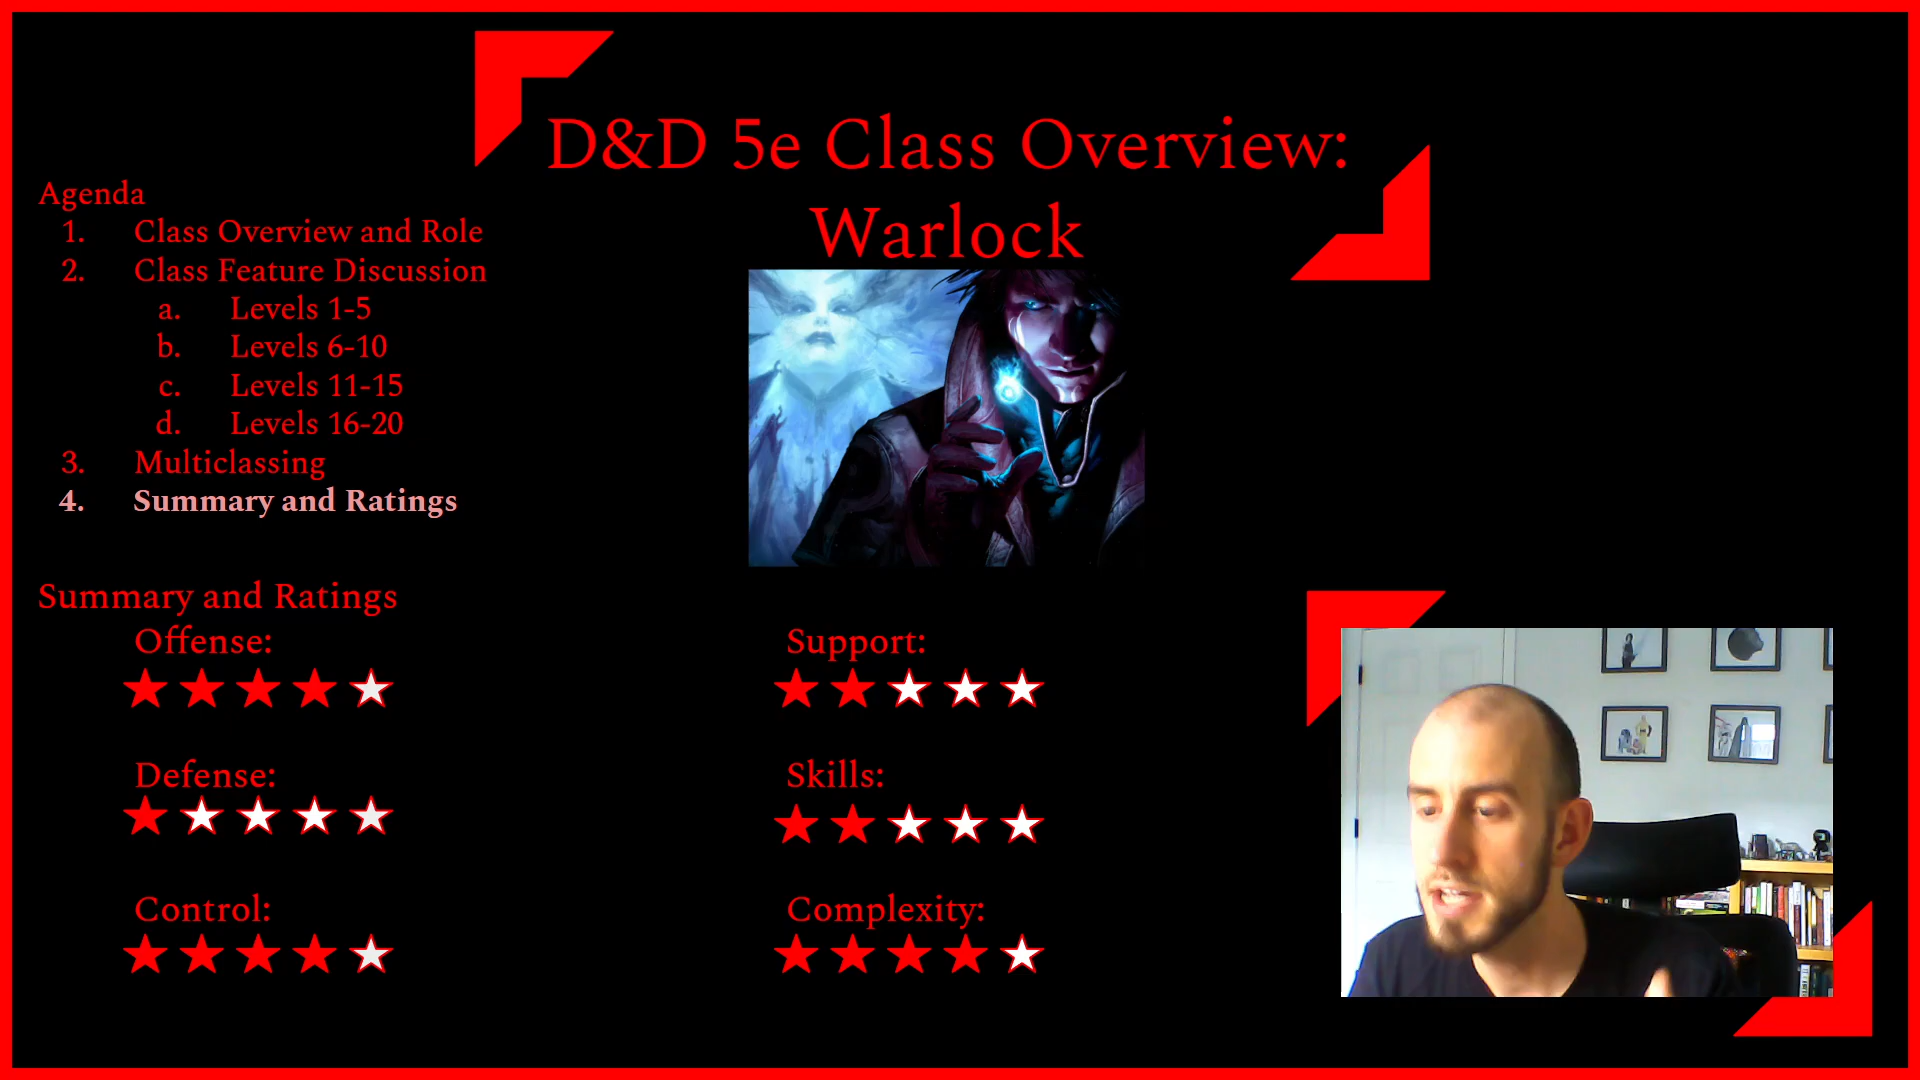 D&D 5e Class Overview:
Warlock
Agenda
1. Class Overview and Role
2. Class Feature Discussion
a. Levels 1-5
b. Levels 6-10
c. Levels 11-15
d. Levels 16-20
3. Multiclassing
4. Summary and Ratings
Summary and Ratings
Offense:
Support:
Defense:
Skills:
Control:
Complexity: